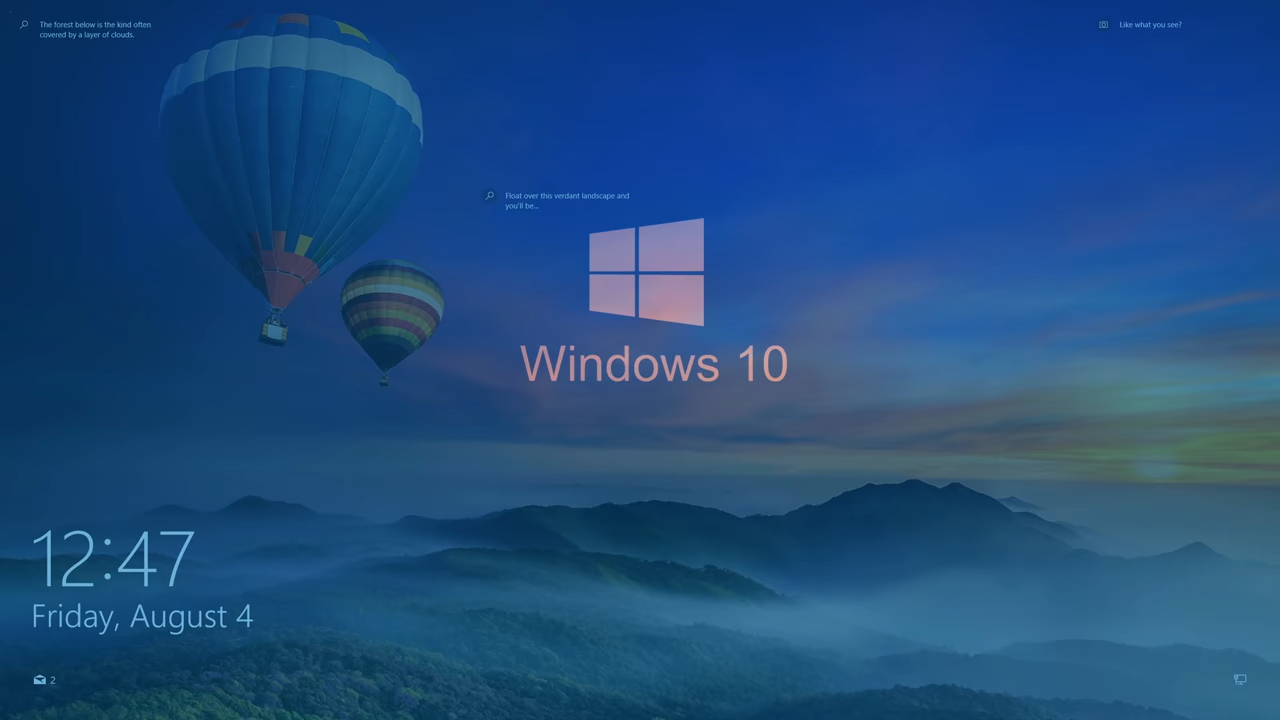 The forest below is the kind often
covered by a layer of clouds.
Like what you see?
Float over this verdant landscape and
you'll be...
Windows 10
12:47
Friday, August 4
2